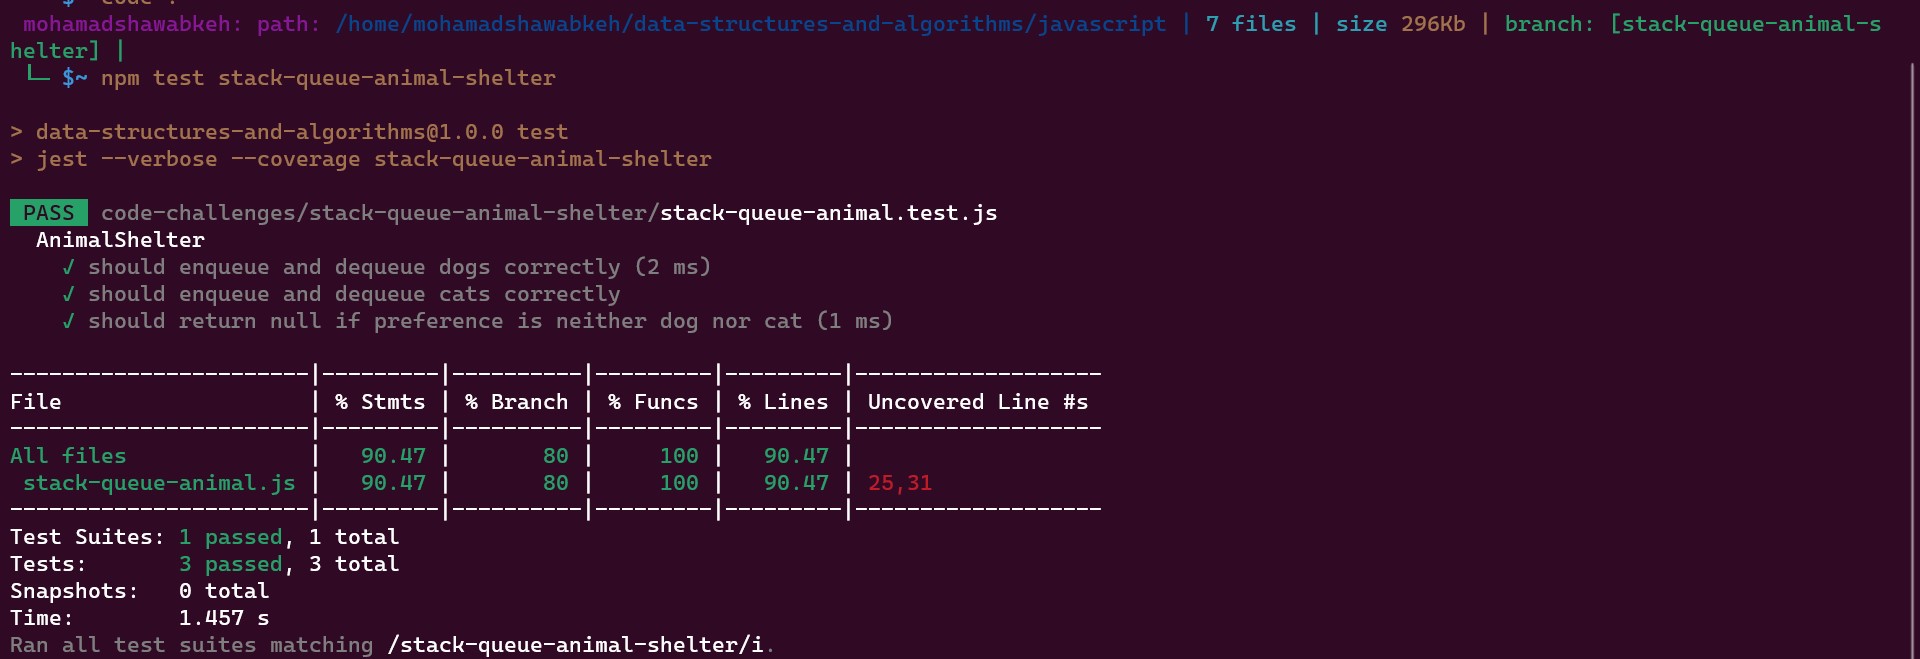 $ code .
mohamadshawabkeh: path: /home/mohamadshawabkeh/data-structures-and-algorithms/javascript | 7 files | size 296Kb | branch: [stack-queue-animal-s
helter] |
└─ $~ npm test stack-queue-animal-shelter
> data-structures-and-algorithms@1.0.0 test
> jest --verbose --coverage stack-queue-animal-shelter
PASS code-challenges/stack-queue-animal-shelter/stack-queue-animal.test.js
AnimalShelter
✓ should enqueue and dequeue dogs correctly (2 ms)
✓ should enqueue and dequeue cats correctly
✓ should return null if preference is neither dog nor cat (1 ms)
-----------------------|---------|----------|---------|---------|-------------------
File | % Stmts | % Branch | % Funcs | % Lines | Uncovered Line #s
-----------------------|---------|----------|---------|---------|-------------------
All files | 90.47 | 80 | 100 | 90.47 |
stack-queue-animal.js | 90.47 | 80 | 100 | 90.47 | 25,31
-----------------------|---------|----------|---------|---------|-------------------
Test Suites: 1 passed, 1 total
Tests: 3 passed, 3 total
Snapshots: 0 total
Time: 1.457 s
Ran all test suites matching /stack-queue-animal-shelter/i.